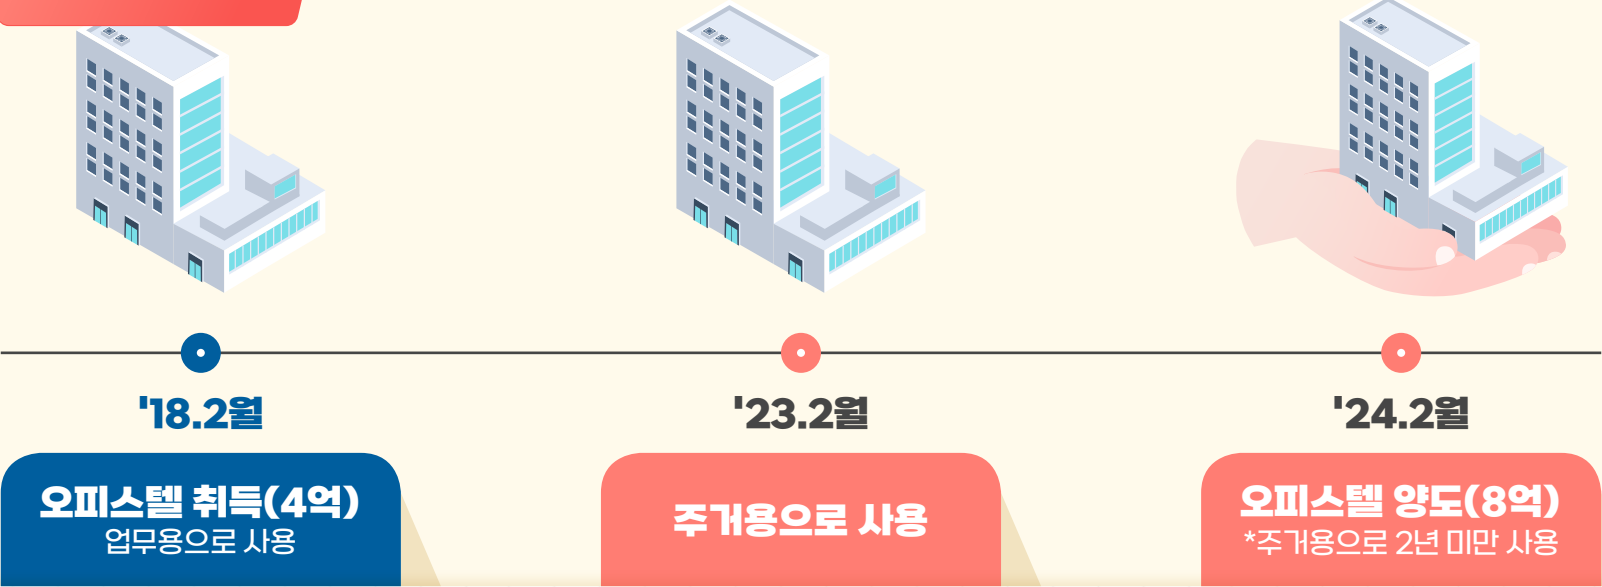 '18.2월
오피스텔 취득(4억)
업무용으로 사용
'23.2월
주거용으로 사용
'24.2월
오피스텔 양도(8억)
*주거용으로 2년 미만 사용